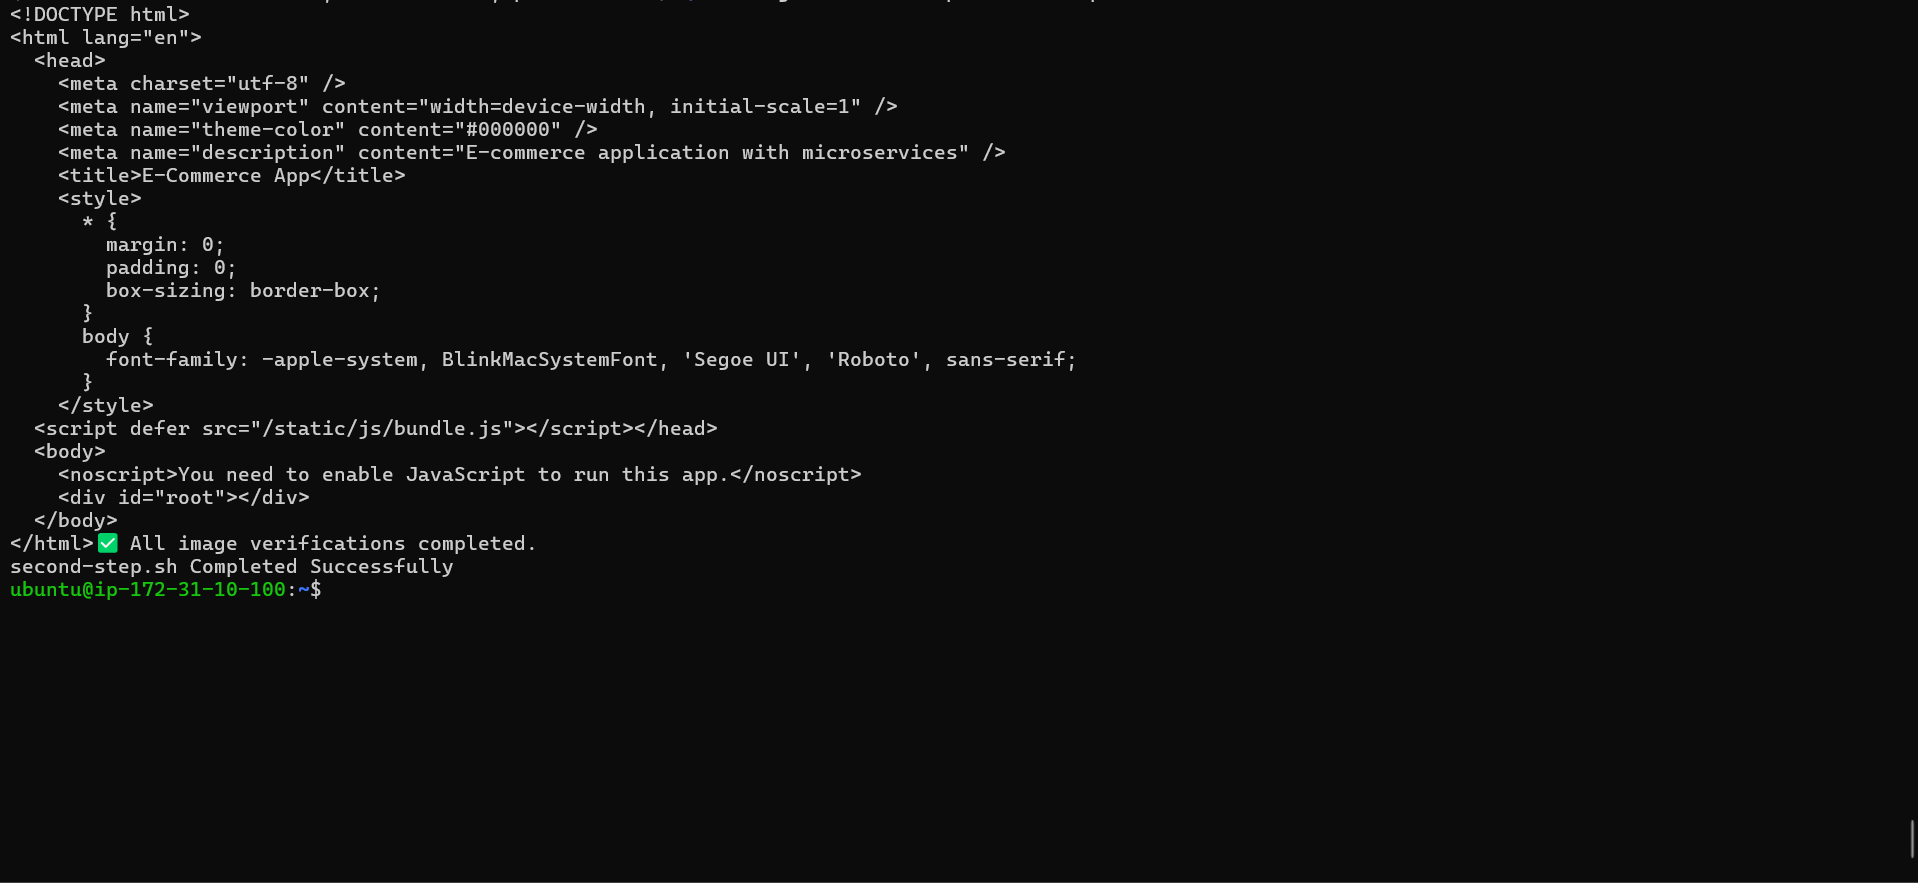 <!DOCTYPE html>
<html lang="en">
  <head>
    <meta charset="utf-8" />
    <meta name="viewport" content="width=device-width, initial-scale=1" />
    <meta name="theme-color" content="#000000" />
    <meta name="description" content="E-commerce application with microservices" />
    <title>E-Commerce App</title>
    <style>
      * {
        margin: 0;
        padding: 0;
        box-sizing: border-box;
      }
      body {
        font-family: -apple-system, BlinkMacSystemFont, 'Segoe UI', 'Roboto', sans-serif;
      }
    </style>
  <script defer src="/static/js/bundle.js"></script></head>
  <body>
    <noscript>You need to enable JavaScript to run this app.</noscript>
    <div id="root"></div>
  </body>
</html>✅ All image verifications completed.
second-step.sh Completed Successfully
ubuntu@ip-172-31-10-100:~$